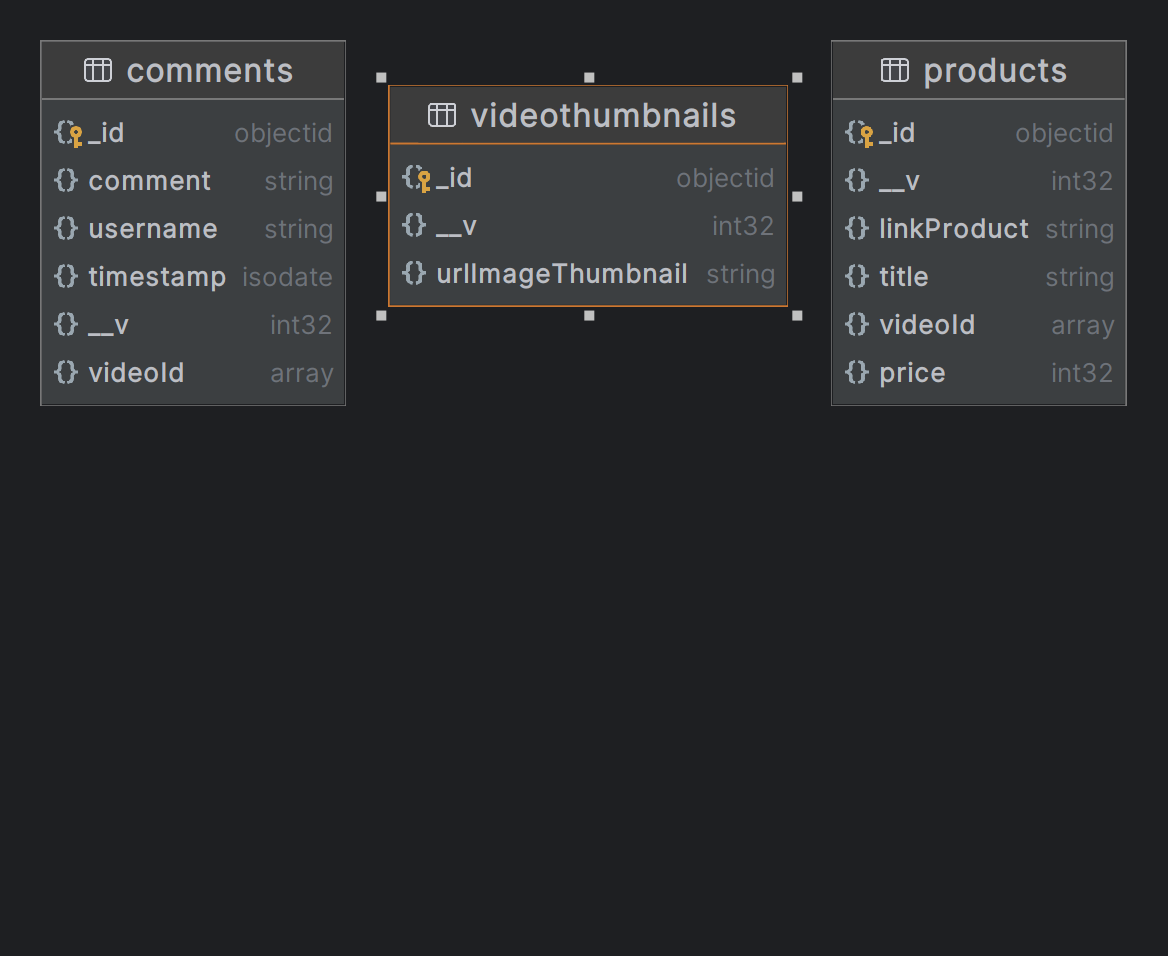 comments
_id objectid
comment string
username string
timestamp isodate
__v int32
videoId array
videothumbnails
_id objectid
__v int32
urlImageThumbnail string
products
_id objectid
__v int32
linkProduct string
title string
videoId array
price int32